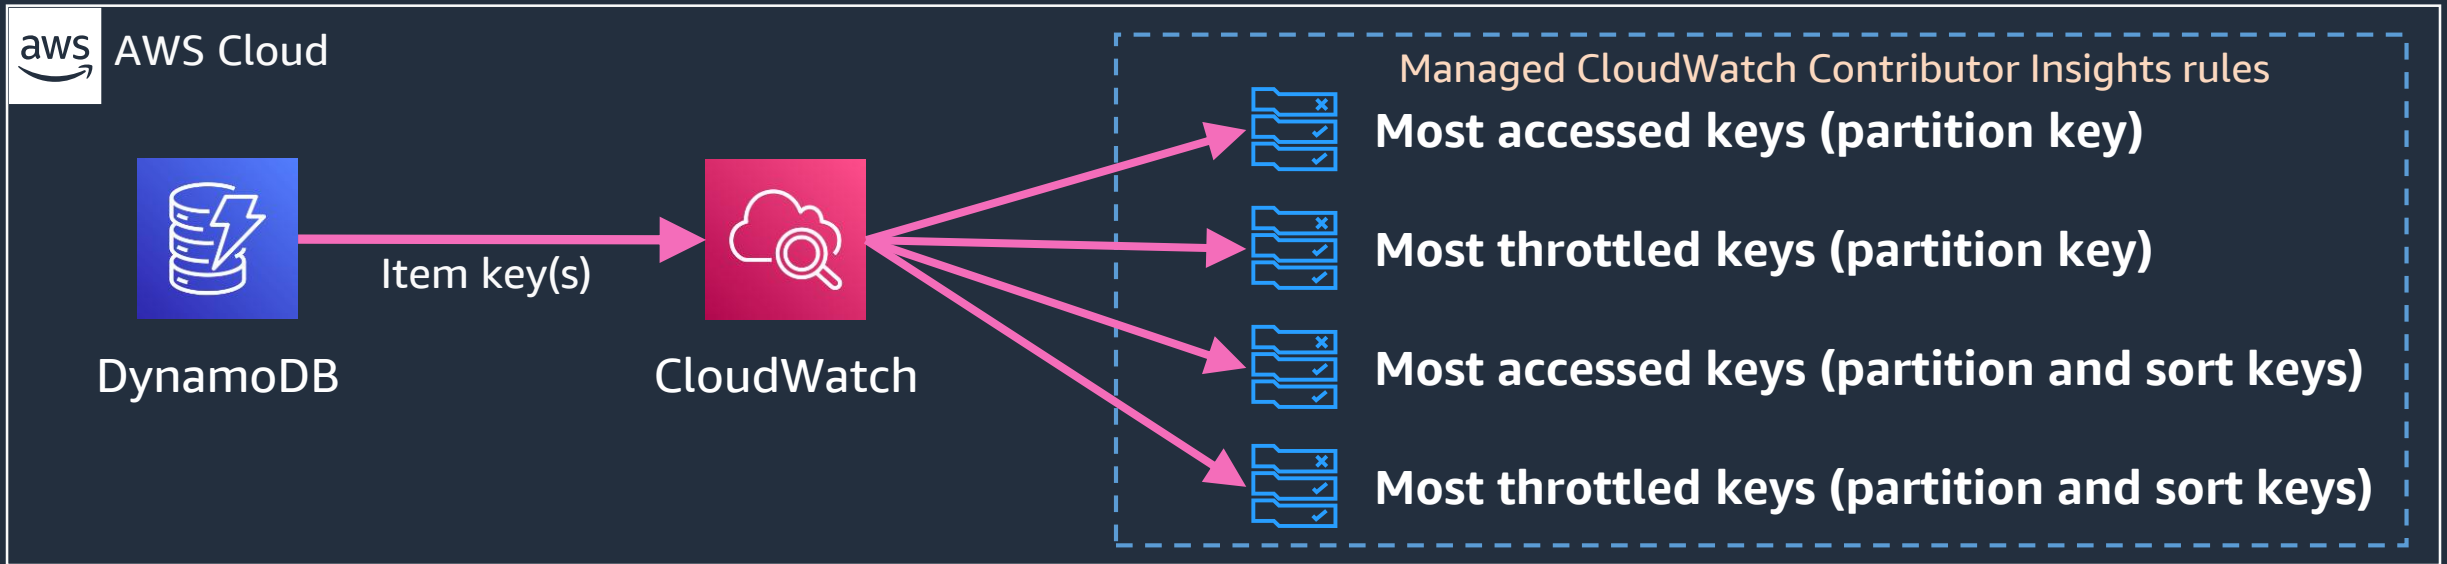 aws
AWS Cloud
Managed CloudWatch Contributor Insights rules
Most accessed keys (partition key)
Most throttled keys (partition key)
Item key(s)
DynamoDB
CloudWatch
Most accessed keys (partition and sort keys)
Most throttled keys (partition and sort keys)